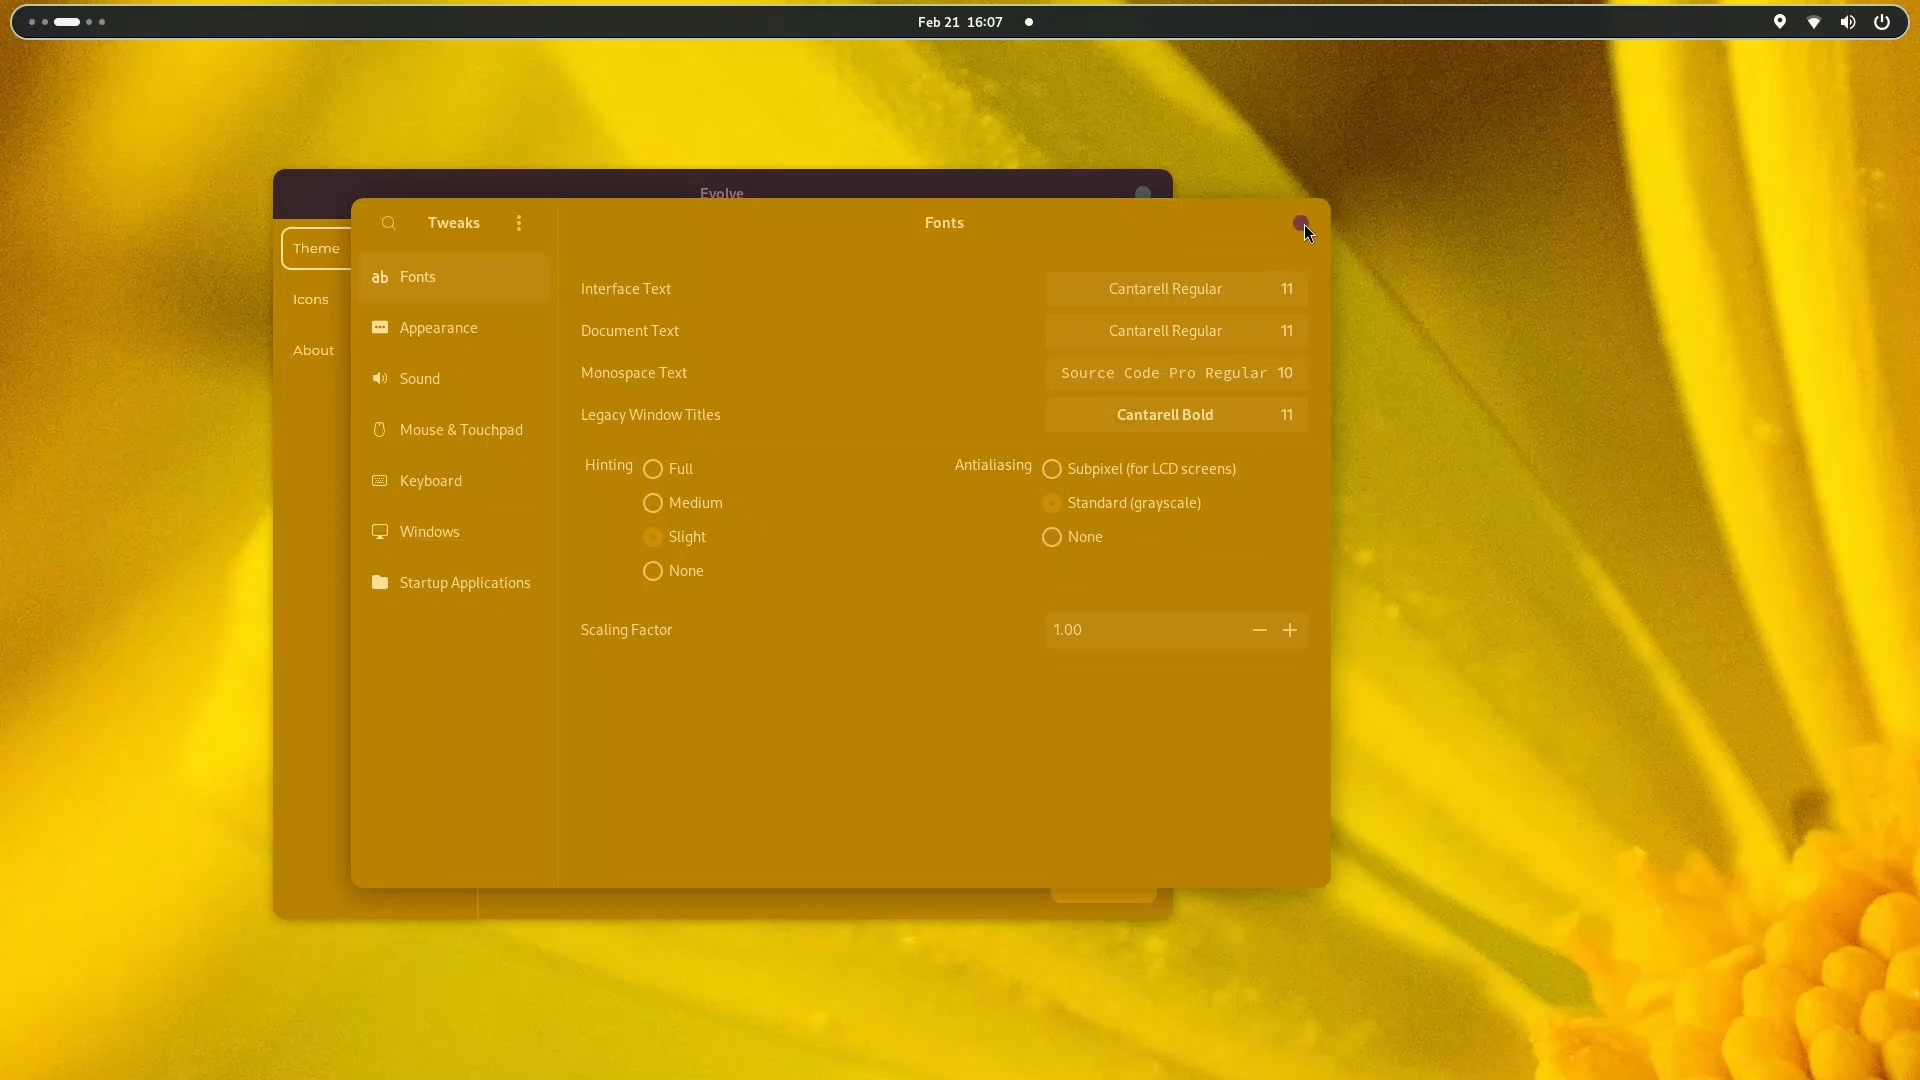 Feb 21 16:07
Evolve
Theme
Icons
About
Tweaks
Fonts
Appearance
Sound
Mouse & Touchpad
Keyboard
Windows
Startup Applications
Fonts
Interface Text Cantarell Regular 11
Document Text Cantarell Regular 11
Monospace Text Source Code Pro Regular 10
Legacy Window Titles Cantarell Bold 11
Hinting
Full
Medium
Slight
None
Antialiasing
Subpixel (for LCD screens)
Standard (grayscale)
None
Scaling Factor 1.00